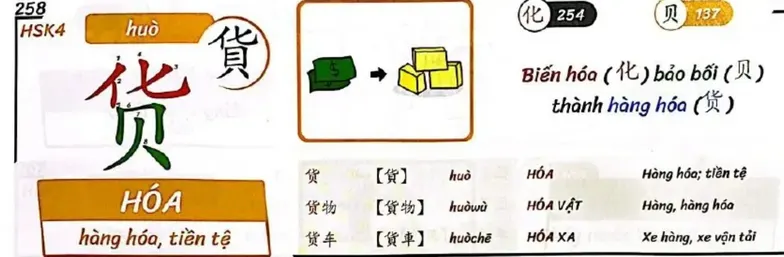 258
HSK4
huò
貨
货
HÓA
hàng hóa, tiền tệ
5
化 254
贝 137
Biến hóa (化) bảo bối (贝)
thành hàng hóa (货)
货 【貨】 huò HÓA Hàng hóa; tiền tệ
货物 【貨物】 huòwù HÓA VẬT Hàng, hàng hóa
货车 【貨車】 huòchē HÓA XA Xe hàng, xe vận tải